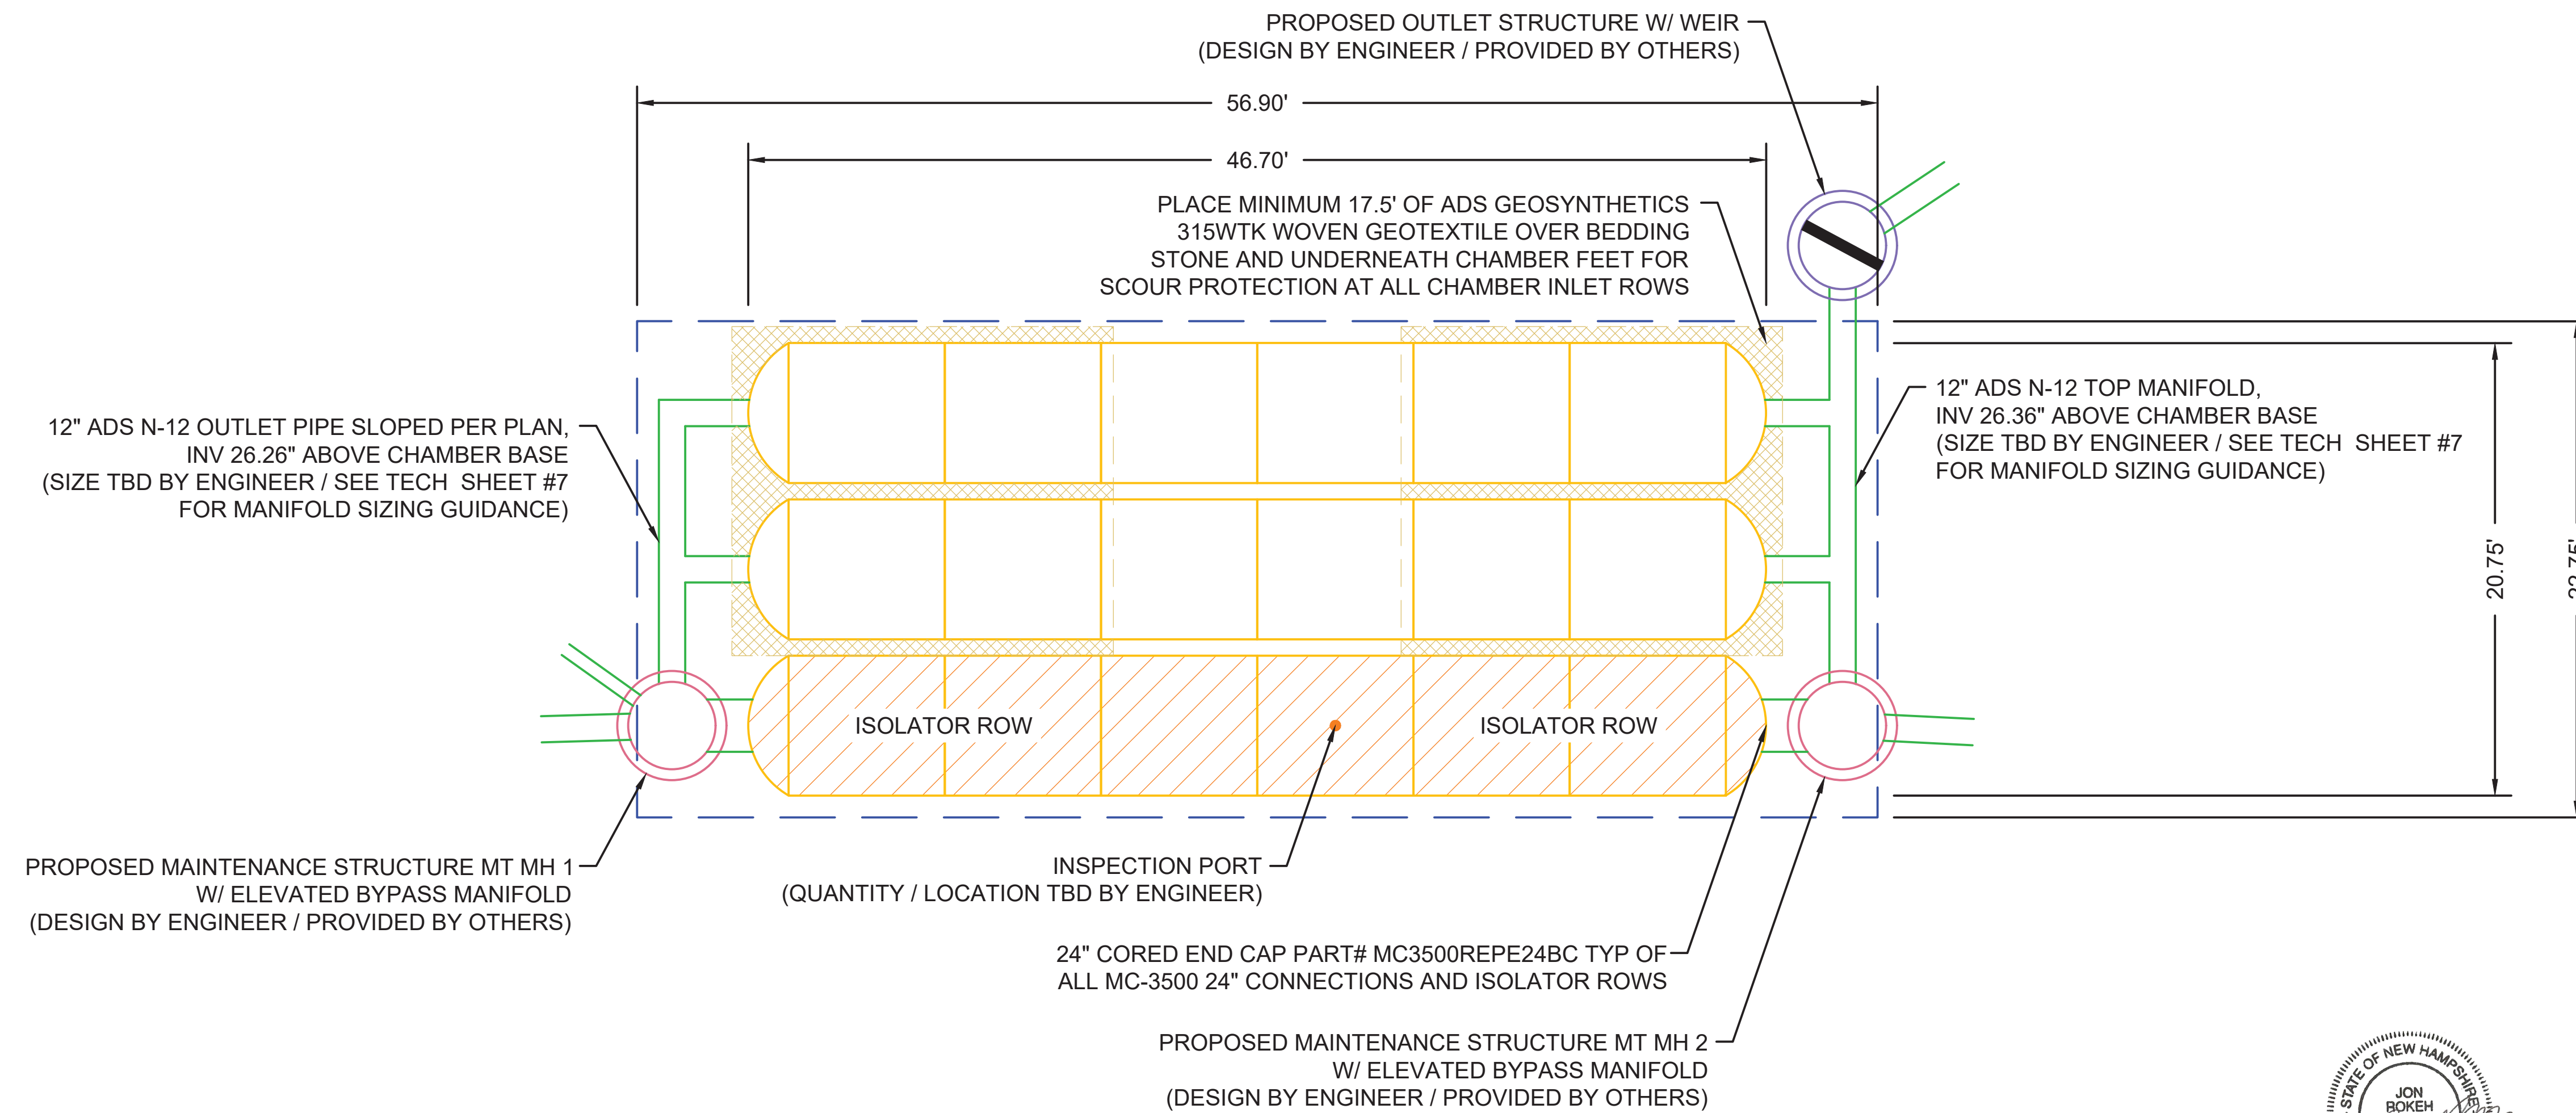 PROPOSED OUTLET STRUCTURE W/ WEIR
(DESIGN BY ENGINEER / PROVIDED BY OTHERS)
56.90'
46.70'
PLACE MINIMUM 17.5' OF ADS GEOSYNTHETICS
315WTK WOVEN GEOTEXTILE OVER BEDDING
STONE AND UNDERNEATH CHAMBER FEET FOR
SCOUR PROTECTION AT ALL CHAMBER INLET ROWS
12" ADS N-12 OUTLET PIPE SLOPED PER PLAN,
INV 26.26" ABOVE CHAMBER BASE
(SIZE TBD BY ENGINEER / SEE TECH SHEET #7
FOR MANIFOLD SIZING GUIDANCE)
12" ADS N-12 TOP MANIFOLD,
INV 26.36" ABOVE CHAMBER BASE
(SIZE TBD BY ENGINEER / SEE TECH SHEET #7
FOR MANIFOLD SIZING GUIDANCE)
20.75'
ISOLATOR ROW
ISOLATOR ROW
PROPOSED MAINTENANCE STRUCTURE MT MH 1
W/ ELEVATED BYPASS MANIFOLD
(DESIGN BY ENGINEER / PROVIDED BY OTHERS)
INSPECTION PORT
(QUANTITY / LOCATION TBD BY ENGINEER)
24" CORED END CAP PART# MC3500REPE24BC TYP OF
ALL MC-3500 24" CONNECTIONS AND ISOLATOR ROWS
PROPOSED MAINTENANCE STRUCTURE MT MH 2
W/ ELEVATED BYPASS MANIFOLD
(DESIGN BY ENGINEER / PROVIDED BY OTHERS)
STATE OF NEW HAMPSHIRE
JON
BOKEH